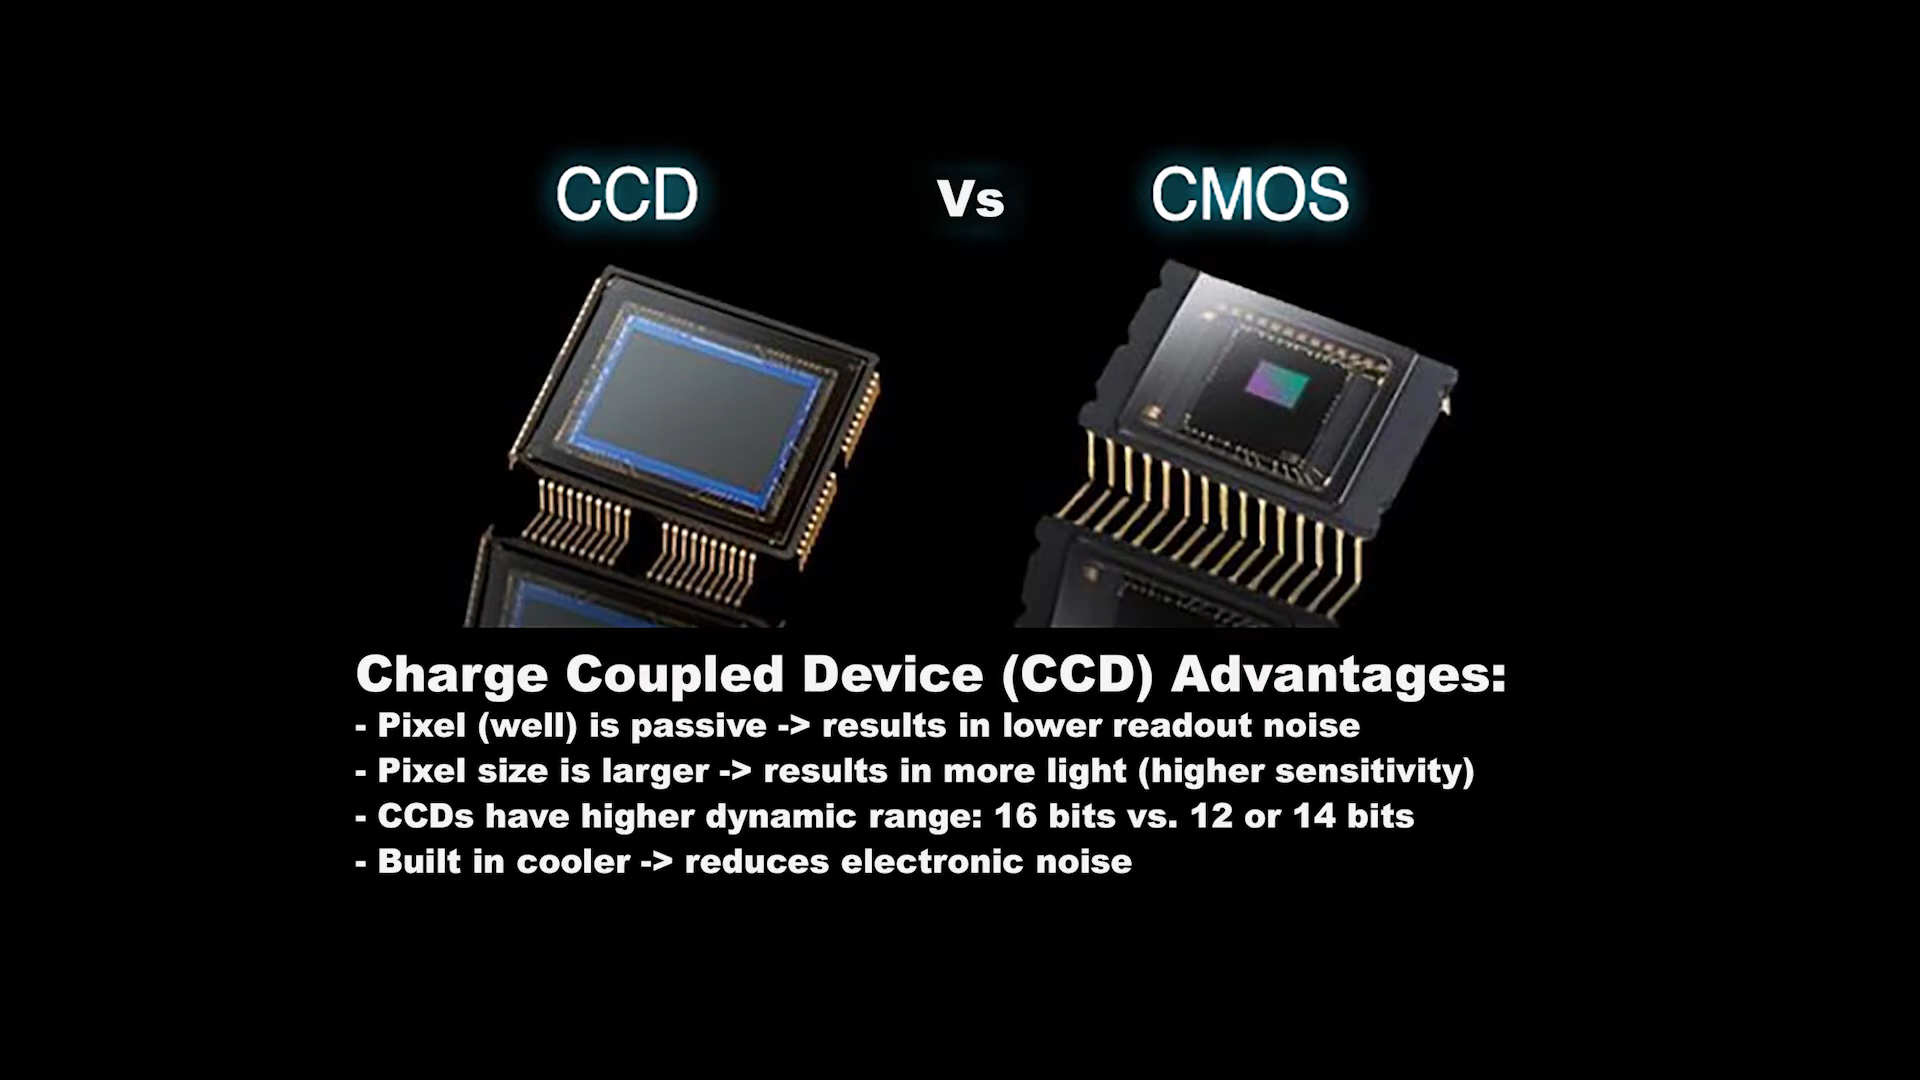 CCD Vs CMOS
Charge Coupled Device (CCD) Advantages:
- Pixel (well) is passive -> results in lower readout noise
- Pixel size is larger -> results in more light (higher sensitivity)
- CCDs have higher dynamic range: 16 bits vs. 12 or 14 bits
- Built in cooler -> reduces electronic noise